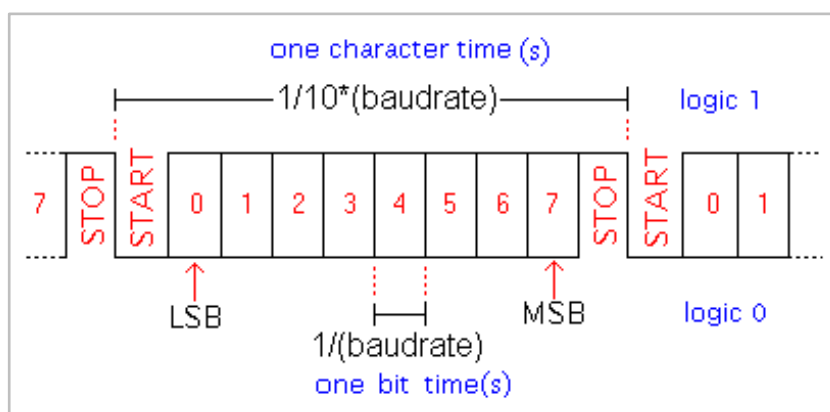 one character time (s)
1/10*(baudrate)
logic 1
7 STOP START 0 1 2 3 4 5 6 7 STOP START 0 1
LSB
MSB
logic 0
1/(baudrate)
one bit time(s)